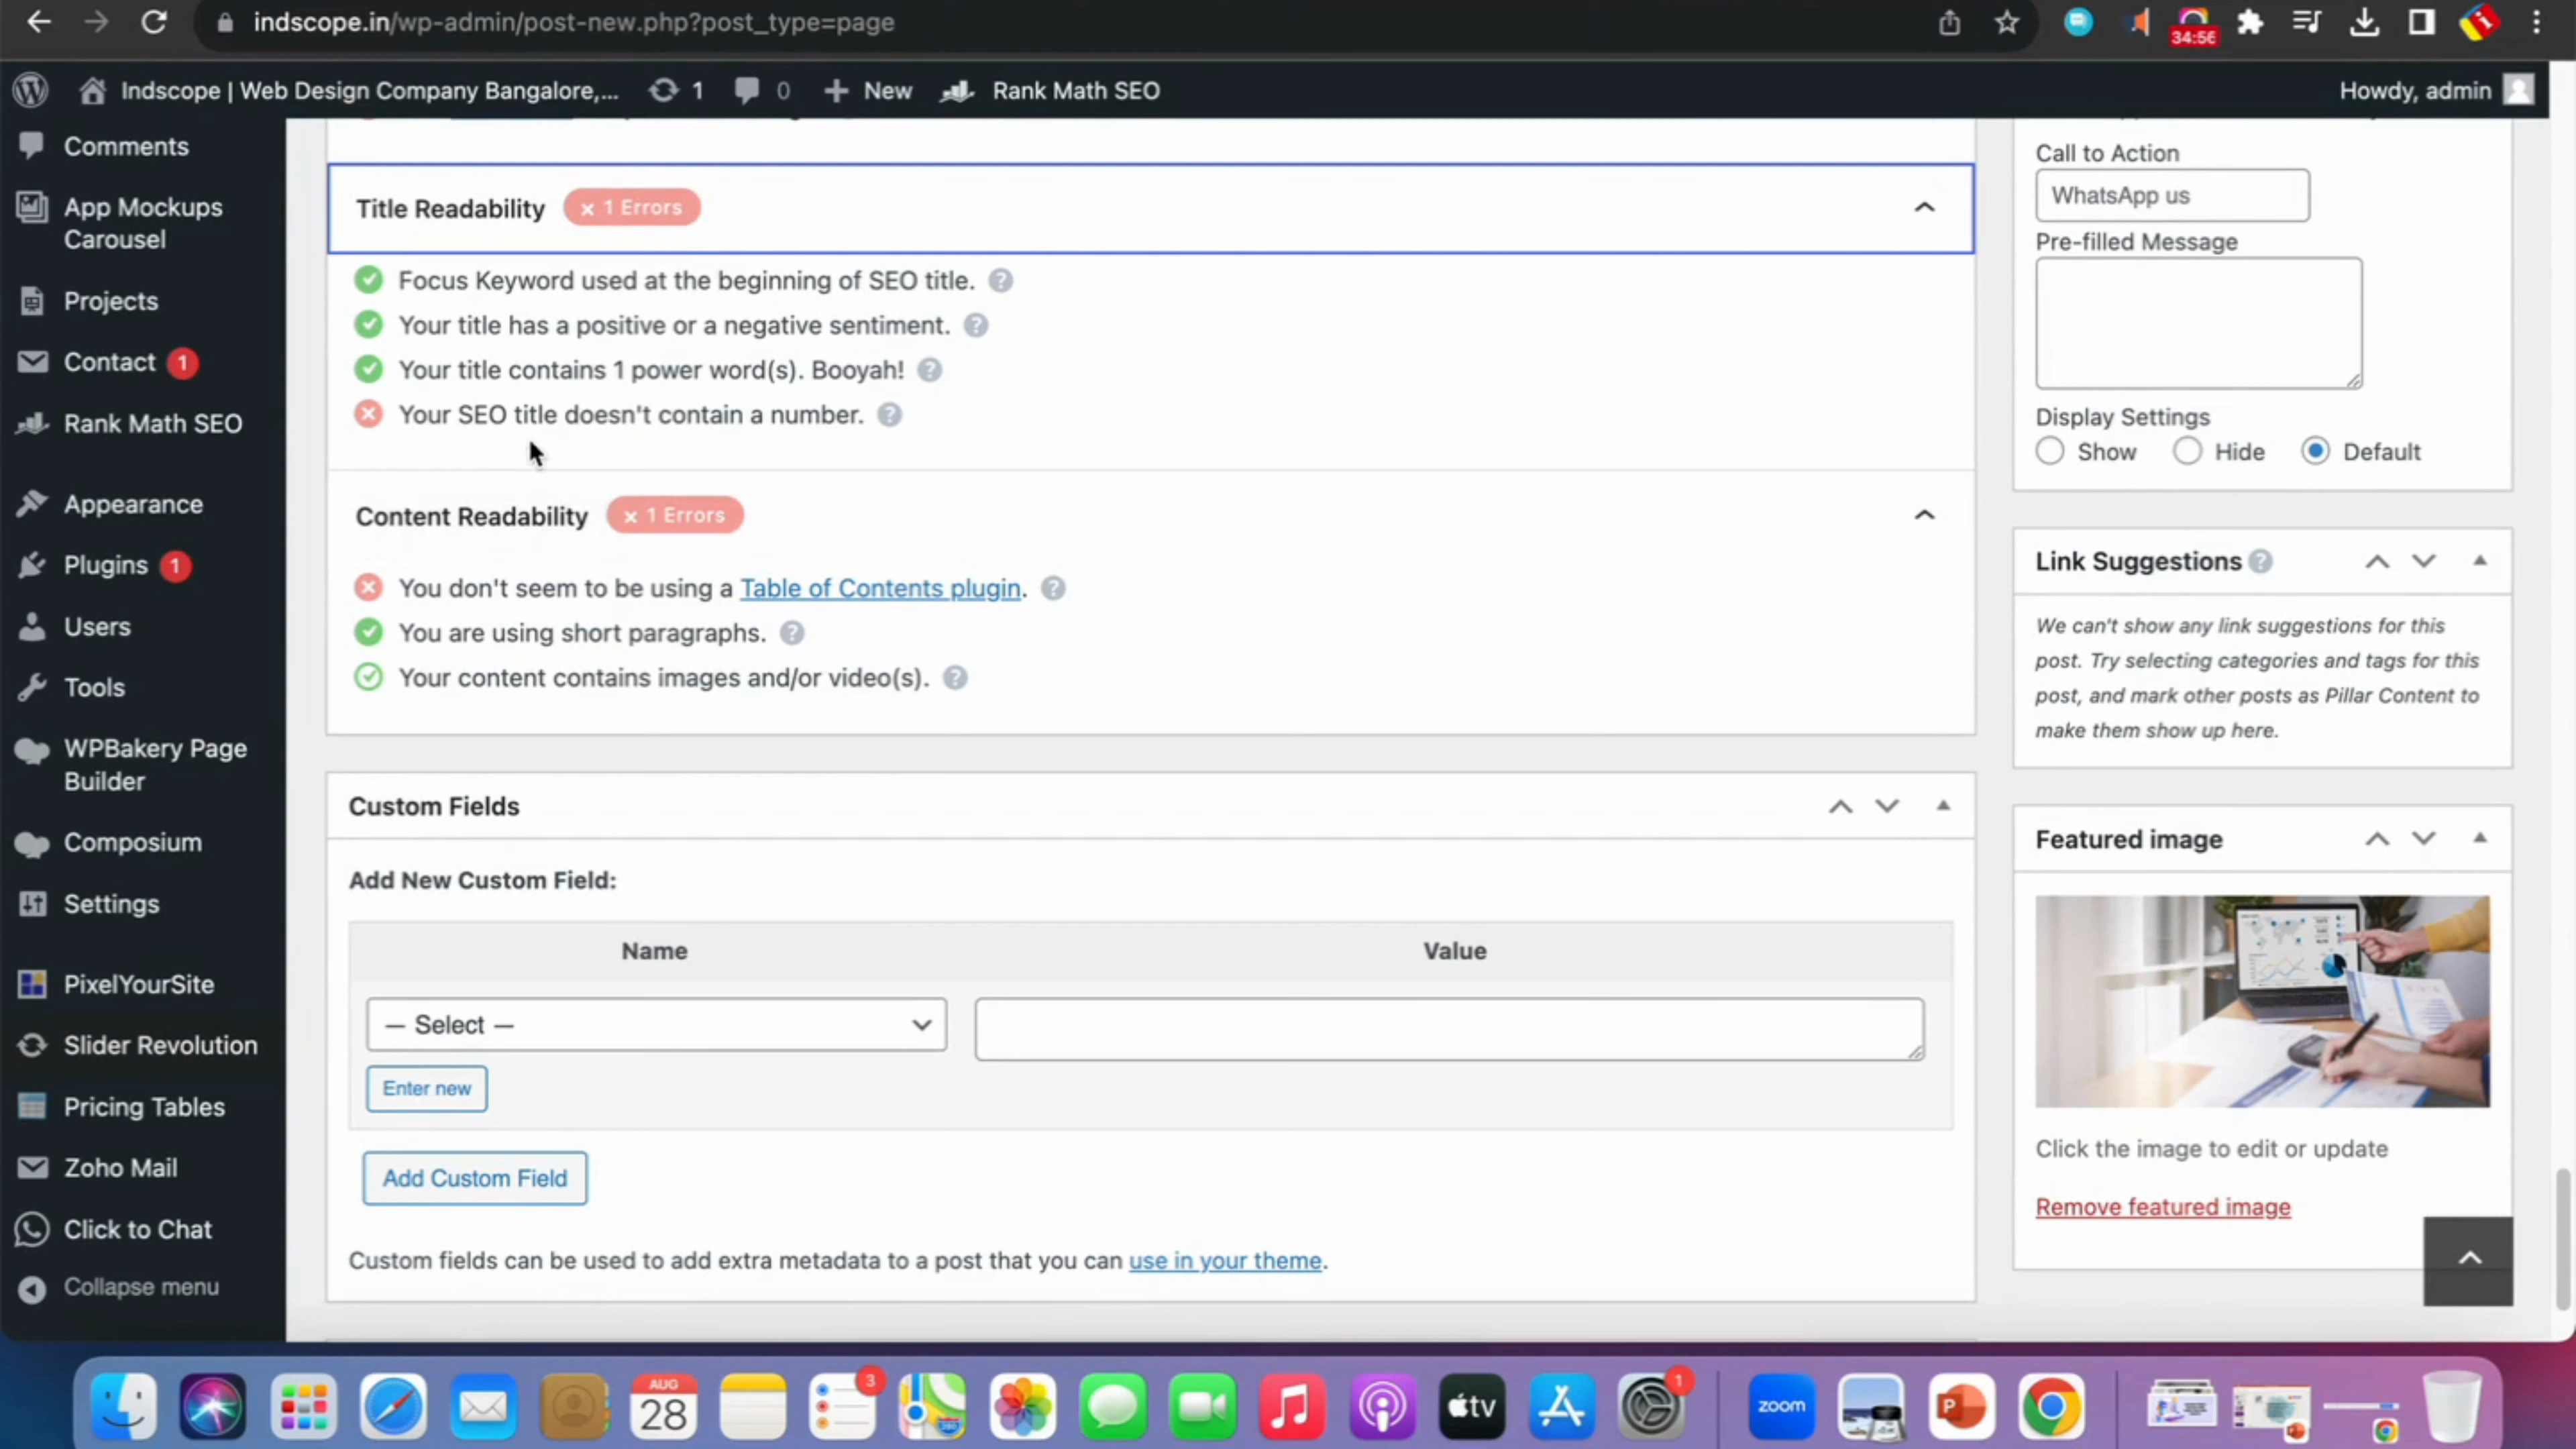 indscope.in/wp-admin/post-new.php?post_type=page
34:56
Indscope | Web Design Company Bangalore,...
1
0
New
Rank Math SEO
Howdy, admin
Comments
App Mockups
Carousel
Projects
Contact 1
Rank Math SEO
Appearance
Plugins 1
Users
Tools
WPBakery Page
Builder
Composium
Settings
PixelYourSite
Slider Revolution
Pricing Tables
Zoho Mail
Click to Chat
Collapse menu
Title Readability × 1 Errors
Focus Keyword used at the beginning of SEO title. ?
Your title has a positive or a negative sentiment. ?
Your title contains 1 power word(s). Booyah! ?
Your SEO title doesn't contain a number. ?
Content Readability × 1 Errors
You don't seem to be using a Table of Contents plugin. ?
You are using short paragraphs. ?
Your content contains images and/or video(s). ?
Custom Fields
Add New Custom Field:
Name Value
— Select —
Enter new
Add Custom Field
Custom fields can be used to add extra metadata to a post that you can use in your theme.
Call to Action
WhatsApp us
Pre-filled Message
Display Settings
Show Hide Default
Link Suggestions ?
We can't show any link suggestions for this
post. Try selecting categories and tags for this
post, and mark other posts as Pillar Content to
make them show up here.
Featured image
Click the image to edit or update
Remove featured image
AUG
28
3
tv
1
zoom
P